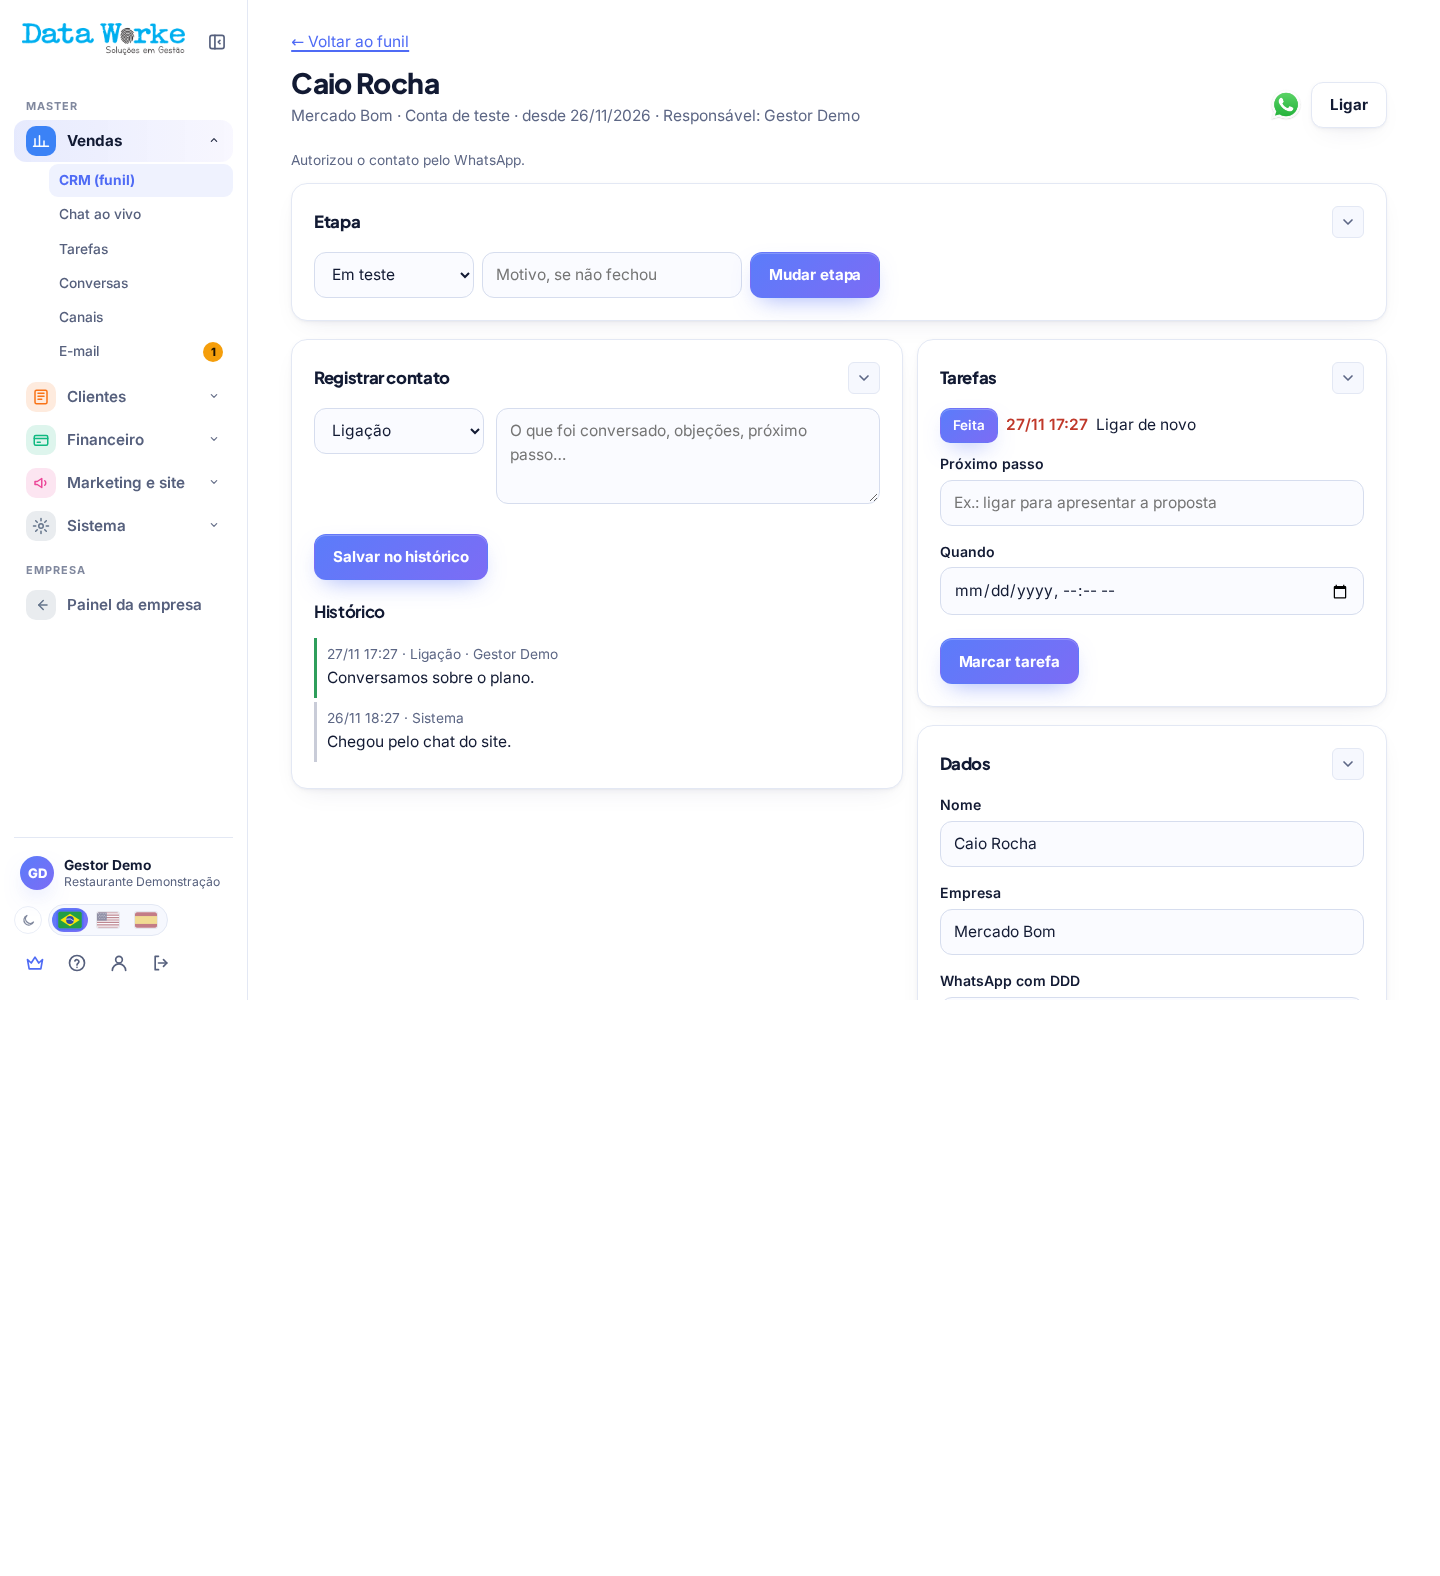 Data Worke
Soluções em Gestão
MASTER
Vendas
CRM (funil)
Chat ao vivo
Tarefas
Conversas
Canais
E-mail 1
Clientes
Financeiro
Marketing e site
Sistema
EMPRESA
Painel da empresa
GD
Gestor Demo
Restaurante Demonstração
← Voltar ao funil
Caio Rocha
Mercado Bom · Conta de teste · desde 26/11/2026 · Responsável: Gestor Demo
Ligar
Autorizou o contato pelo WhatsApp.
Etapa
Em teste
Motivo, se não fechou
Mudar etapa
Registrar contato
Ligação
O que foi conversado, objeções, próximo
passo...
Salvar no histórico
Histórico
27/11 17:27 · Ligação · Gestor Demo
Conversamos sobre o plano.
26/11 18:27 · Sistema
Chegou pelo chat do site.
Tarefas
Feita 27/11 17:27 Ligar de novo
Próximo passo
Ex.: ligar para apresentar a proposta
Quando
mm/dd/yyyy, --:-- --
Marcar tarefa
Dados
Nome
Caio Rocha
Empresa
Mercado Bom
WhatsApp com DDD